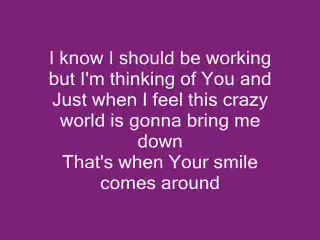 I know I should be working
but I'm thinking of You and
Just when I feel this crazy
world is gonna bring me
down
That's when Your smile
comes around